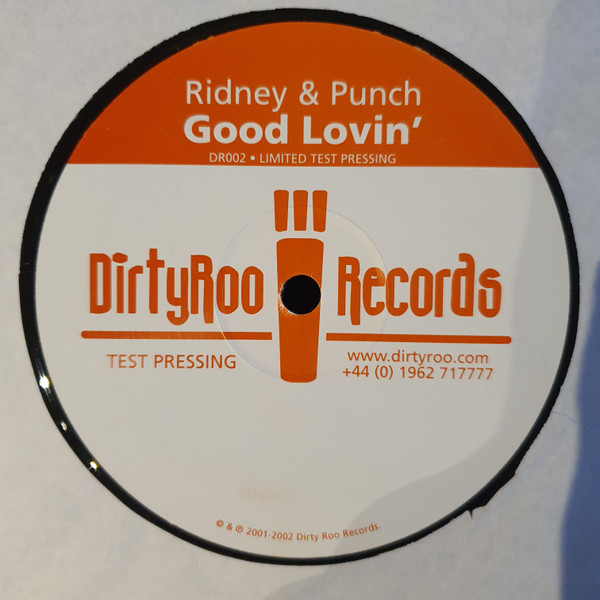 Ridney & Punch
Good Lovin'
DR002 • LIMITED TEST PRESSING
DirtyRoo Records
TEST PRESSING
www.dirtyroo.com
+44 (0) 1962 717777
© & ℗ 2001-2002 Dirty Roo Records.